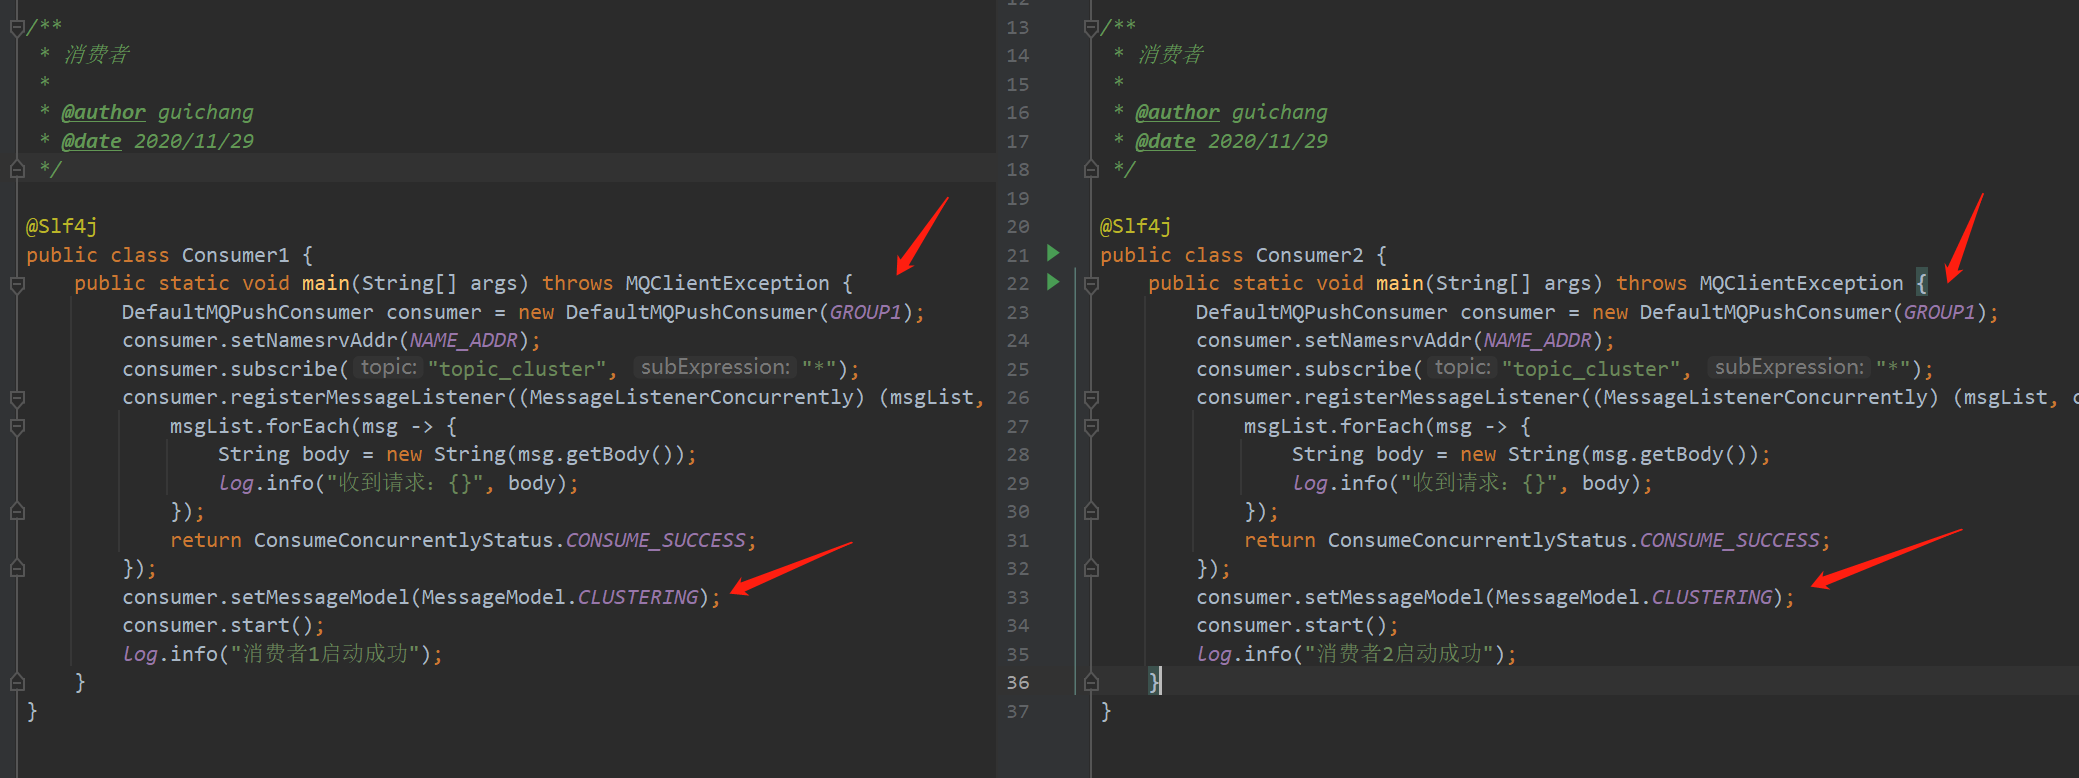 /**
 * 消费者
 *
 * @author guichang
 * @date 2020/11/29
 */
@Slf4j
public class Consumer1 {
    public static void main(String[] args) throws MQClientException {
        DefaultMQPushConsumer consumer = new DefaultMQPushConsumer(GROUP1);
        consumer.setNamesrvAddr(NAME_ADDR);
        consumer.subscribe( topic: "topic_cluster", subExpression: "*");
        consumer.registerMessageListener((MessageListenerConcurrently) (msgList,
            msgList.forEach(msg -> {
                String body = new String(msg.getBody());
                log.info("收到请求：{}", body);
            });
            return ConsumeConcurrentlyStatus.CONSUME_SUCCESS;
        });
        consumer.setMessageModel(MessageModel.CLUSTERING);
        consumer.start();
        log.info("消费者1启动成功");
    }
}
13 /**
14  * 消费者
15  *
16  * @author guichang
17  * @date 2020/11/29
18  */
19
20 @Slf4j
21 public class Consumer2 {
22     public static void main(String[] args) throws MQClientException {
23         DefaultMQPushConsumer consumer = new DefaultMQPushConsumer(GROUP1);
24         consumer.setNamesrvAddr(NAME_ADDR);
25         consumer.subscribe( topic: "topic_cluster", subExpression: "*");
26         consumer.registerMessageListener((MessageListenerConcurrently) (msgList,
27             msgList.forEach(msg -> {
28                 String body = new String(msg.getBody());
29                 log.info("收到请求：{}", body);
30             });
31             return ConsumeConcurrentlyStatus.CONSUME_SUCCESS;
32         });
33         consumer.setMessageModel(MessageModel.CLUSTERING);
34         consumer.start();
35         log.info("消费者2启动成功");
36     }
37 }